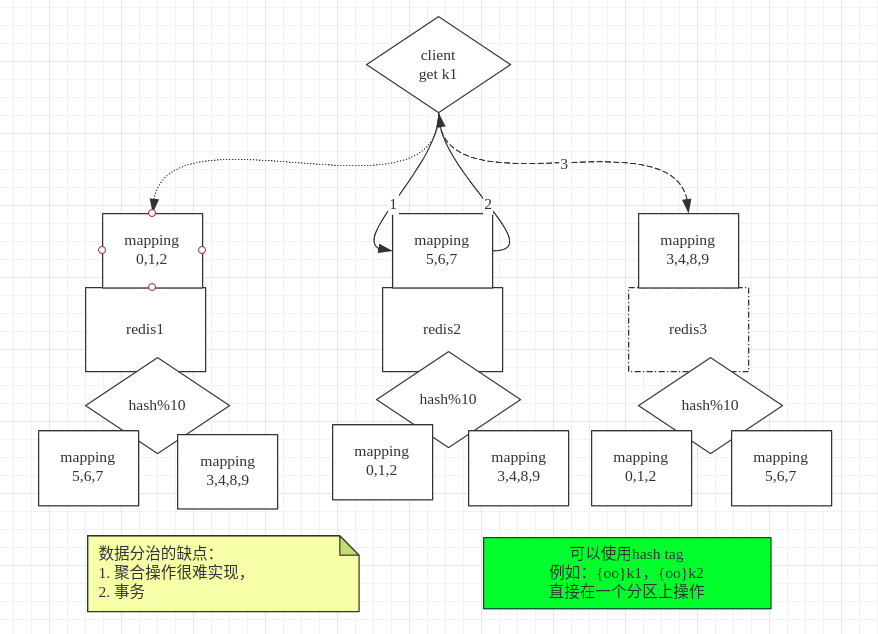 client
get k1
3
1
2
mapping
0,1,2
mapping
5,6,7
mapping
3,4,8,9
redis1
redis2
redis3
hash%10
hash%10
hash%10
mapping
5,6,7
mapping
3,4,8,9
mapping
0,1,2
mapping
3,4,8,9
mapping
0,1,2
mapping
5,6,7
数据分治的缺点：
1. 聚合操作很难实现，
2. 事务
可以使用hash tag
例如：{oo}k1，{oo}k2
直接在一个分区上操作